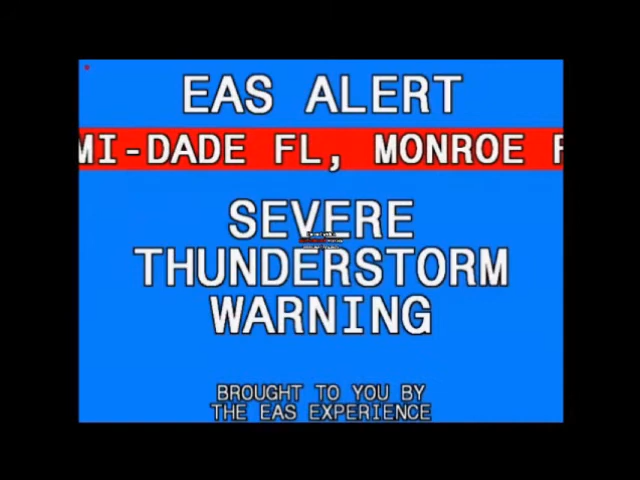 EAS ALERT
MI-DADE FL, MONROE F
SEVERE
THUNDERSTORM
WARNING
BROUGHT TO YOU BY
THE EAS EXPERIENCE